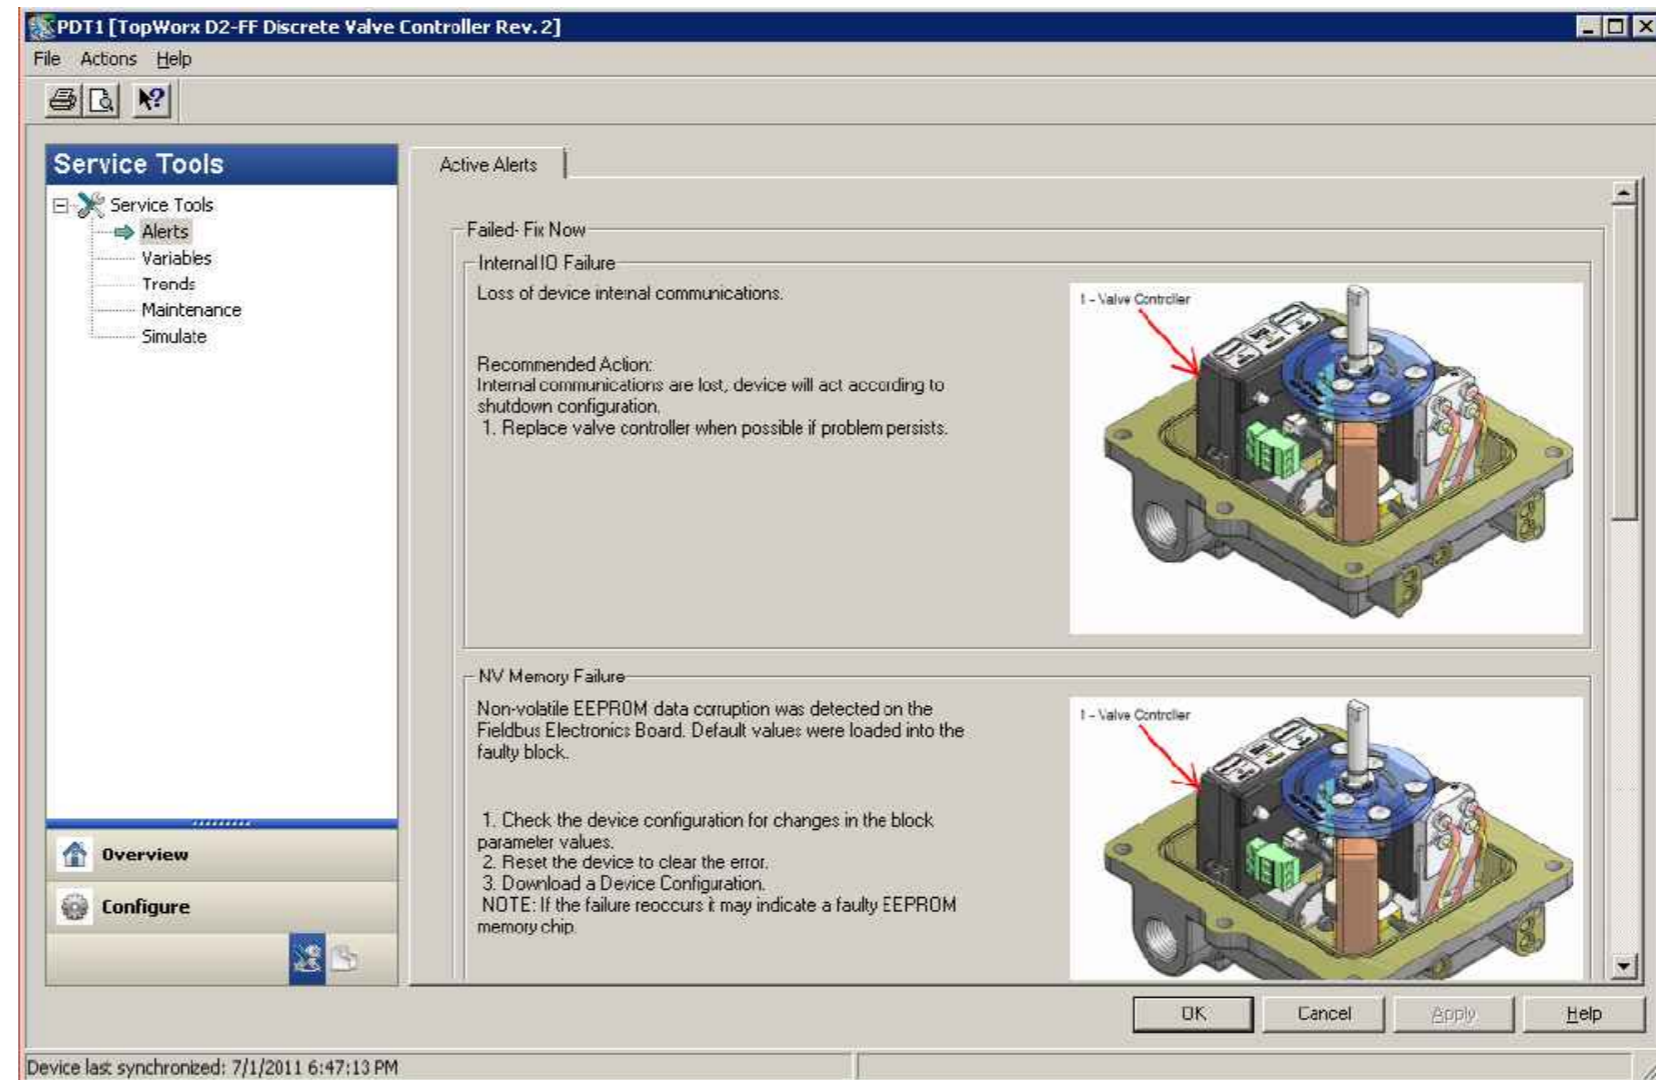 PDT1 [TopWorx D2-FF Discrete Valve Controller Rev. 2]
File Actions Help
Service Tools
Service Tools
Alerts
Variables
Trends
Maintenance
Simulate
Overview
Configure
Active Alerts
Failed- Fix Now
Internal IO Failure
Loss of device internal communications.
Recommended Action:
Internal communications are lost, device will act according to
shutdown configuration.
1. Replace valve controller when possible if problem persists.
1 - Valve Controller
NV Memory Failure
Non-volatile EEPROM data corruption was detected on the
Fieldbus Electronics Board. Default values were loaded into the
faulty block.
1. Check the device configuration for changes in the block
parameter values.
2. Reset the device to clear the error.
3. Download a Device Configuration.
NOTE: If the failure reoccurs it may indicate a faulty EEPROM
memory chip.
1 - Valve Controller
OK Cancel Apply Help
Device last synchronized: 7/1/2011 6:47:13 PM